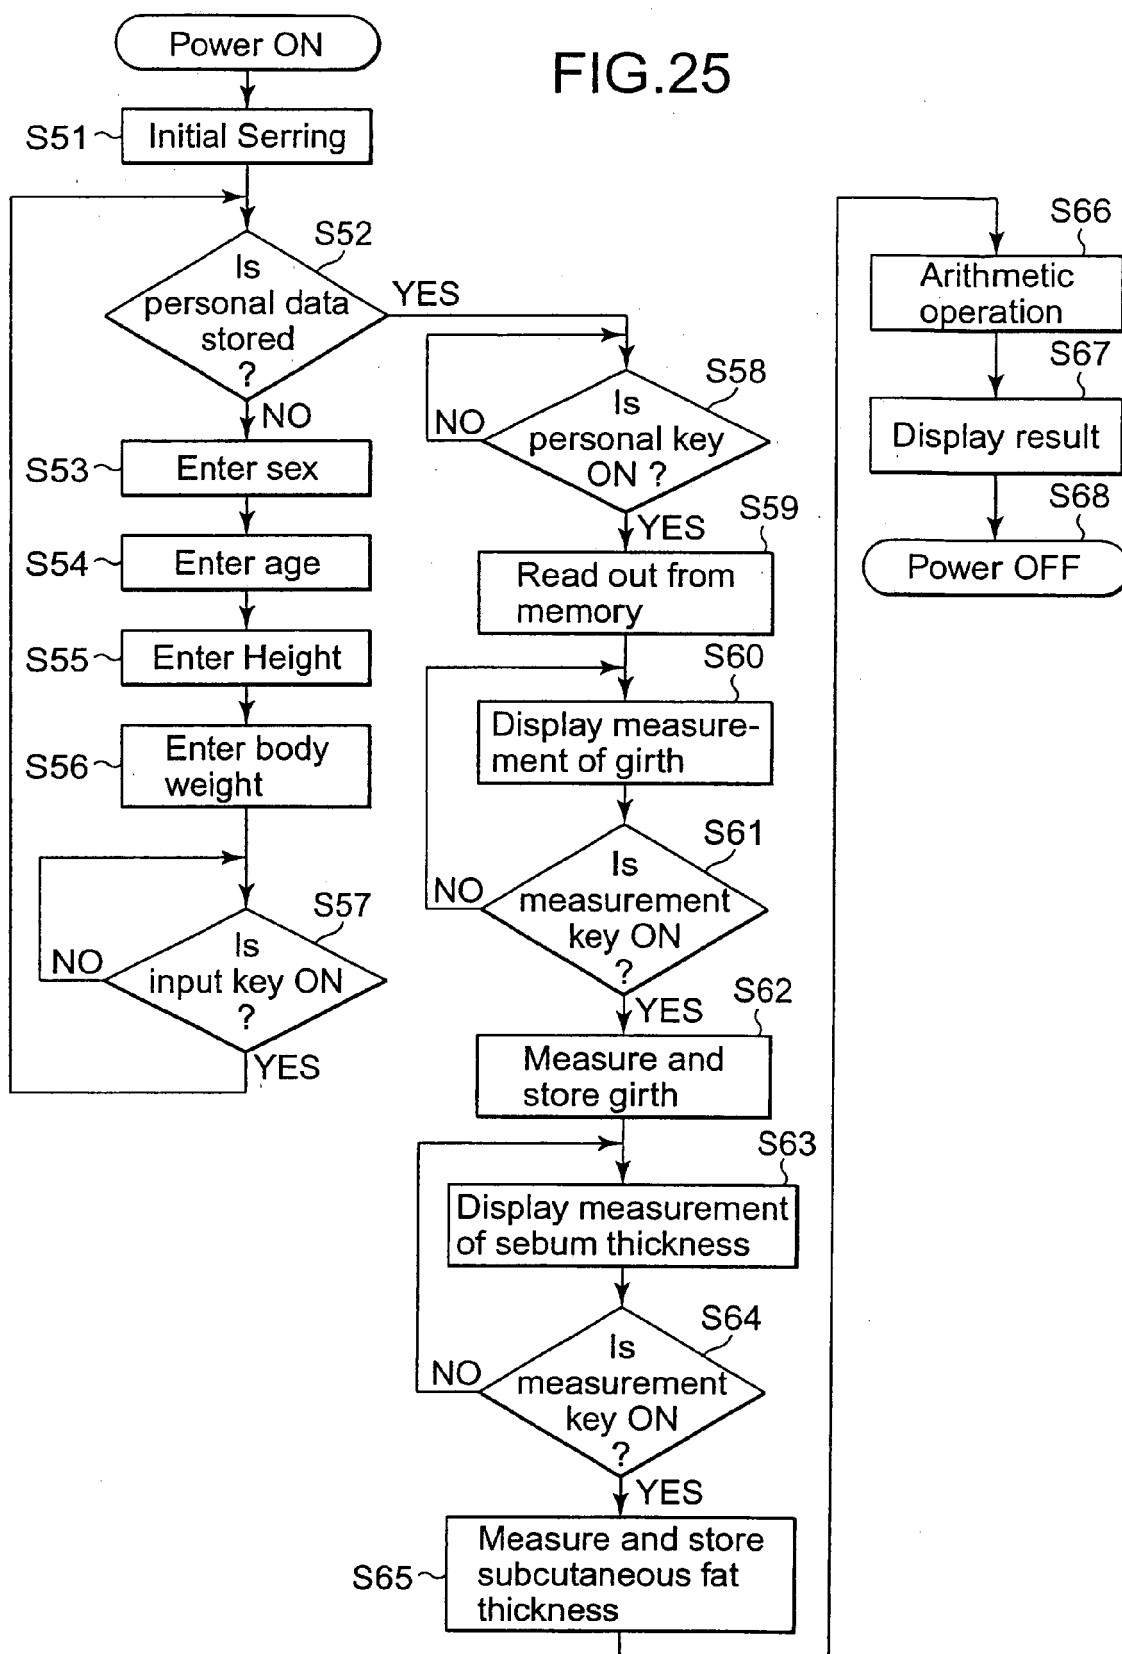 FIG.25
Power ON
S51
Initial Serring
S52
Is
personal data
stored
?
YES
NO
S53
Enter sex
S54
Enter age
S55
Enter Height
S56
Enter body
weight
S57
Is
input key ON
?
NO
YES
S58
Is
personal key
ON ?
NO
YES
S59
Read out from
memory
S60
Display measure-
ment of girth
S61
Is
measurement
key ON
?
NO
YES
S62
Measure and
store girth
S63
Display measurement
of sebum thickness
S64
Is
measurement
key ON
?
NO
YES
S65
Measure and store
subcutaneous fat
thickness
S66
Arithmetic
operation
S67
Display result
S68
Power OFF